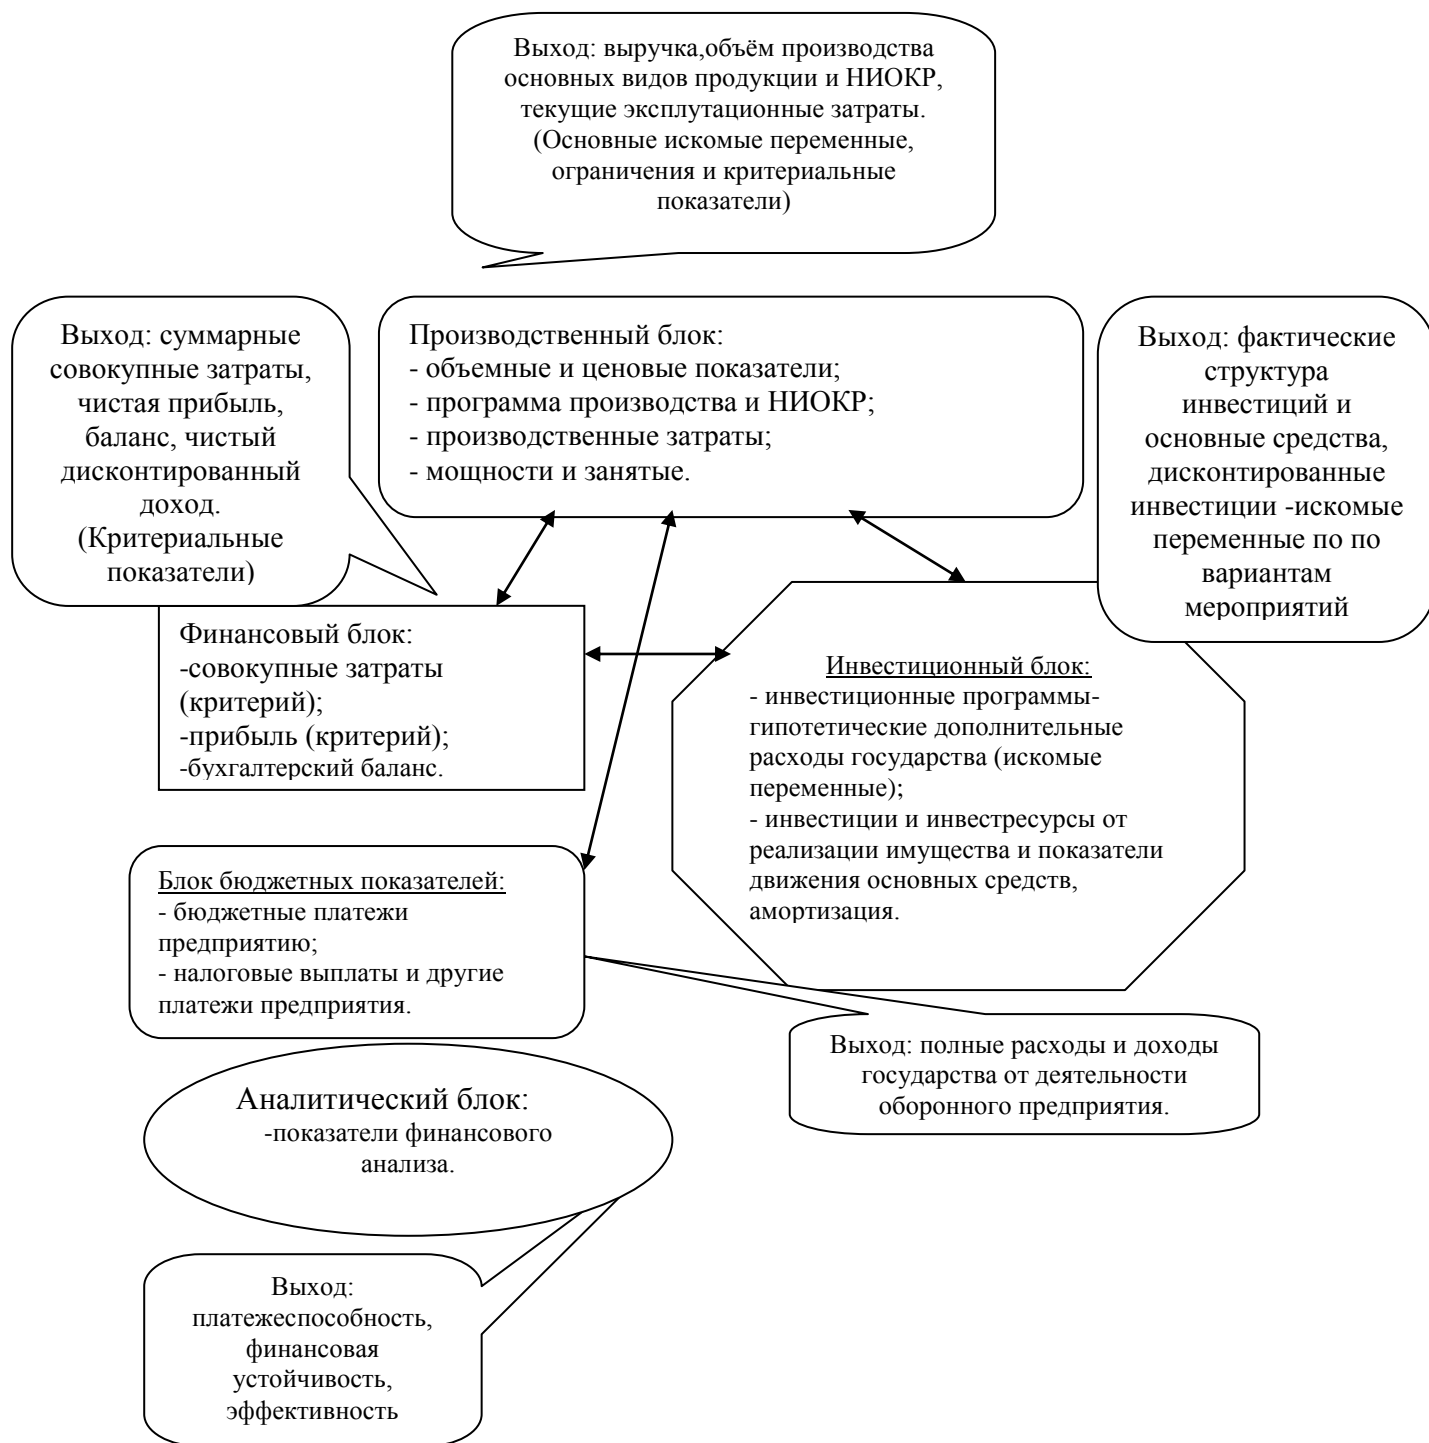 Выход: выручка,объём производства
основных видов продукции и НИОКР,
текущие эксплутационные затраты.
(Основные искомые переменные,
ограничения и критериальные
показатели)
Выход: суммарные
совокупные затраты,
чистая прибыль,
баланс, чистый
дисконтированный
доход.
(Критериальные
показатели)
Производственный блок:
- объемные и ценовые показатели;
- программа производства и НИОКР;
- производственные затраты;
- мощности и занятые.
Выход: фактические
структура
инвестиций и
основные средства,
дисконтированные
инвестиции -искомые
переменные по по
вариантам
мероприятий
Финансовый блок:
-совокупные затраты
(критерий);
-прибыль (критерий);
-бухгалтерский баланс.
Инвестиционный блок:
- инвестиционные программы-
гипотетические дополнительные
расходы государства (искомые
переменные);
- инвестиции и инвестресурсы от
реализации имущества и показатели
движения основных средств,
амортизация.
Блок бюджетных показателей:
- бюджетные платежи
предприятию;
- налоговые выплаты и другие
платежи предприятия.
Выход: полные расходы и доходы
государства от деятельности
оборонного предприятия.
Аналитический блок:
-показатели финансового
анализа.
Выход:
платежеспособность,
финансовая
устойчивость,
эффективность